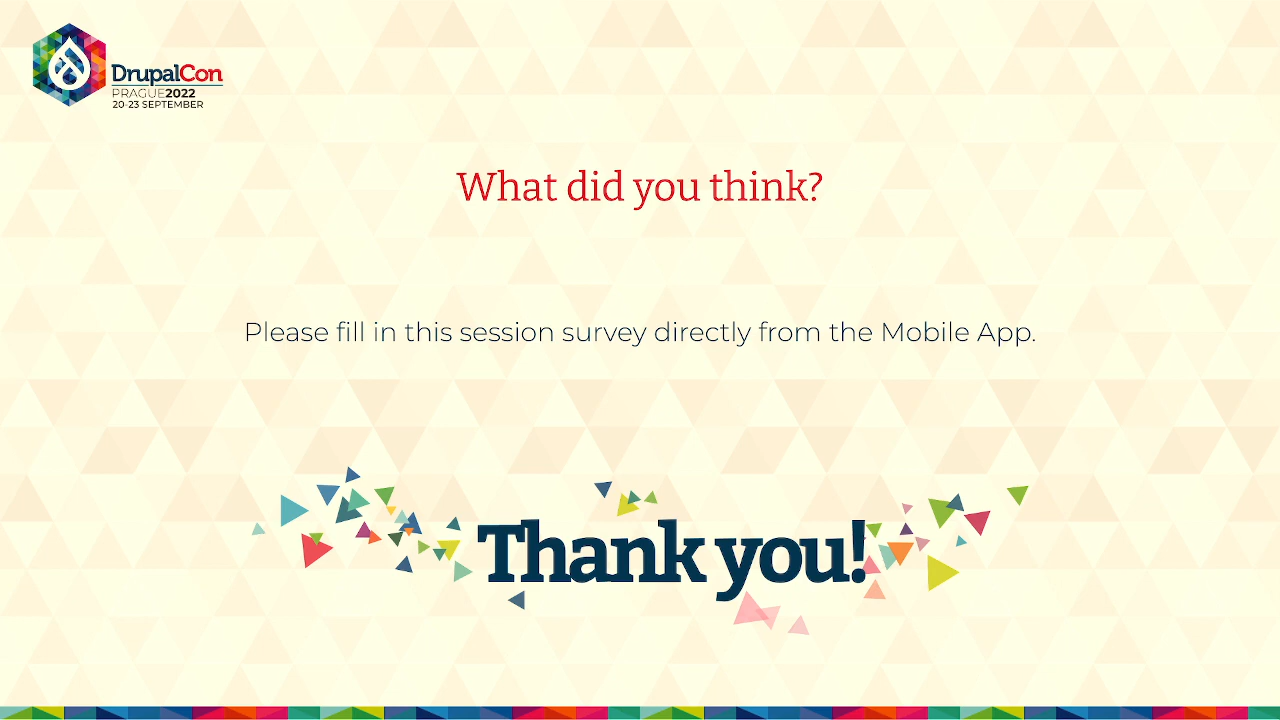 DrupalCon
PRAGUE2022
20-23 SEPTEMBER
What did you think?
Please fill in this session survey directly from the Mobile App.
Thank you!